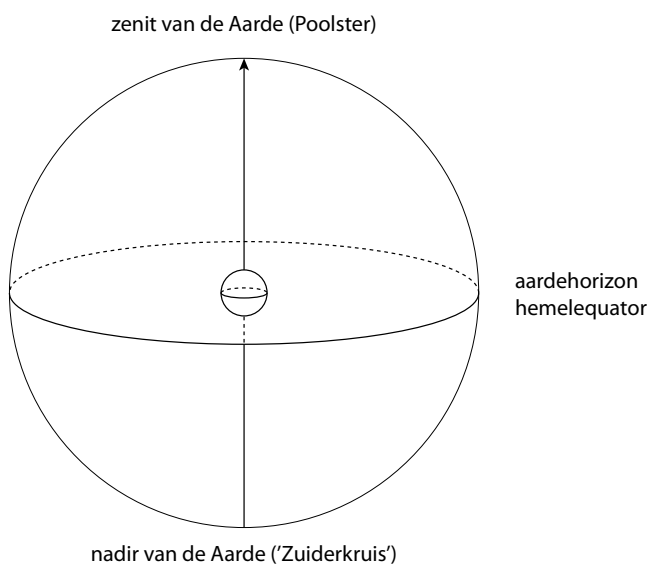 zenit van de Aarde (Poolster)
aardehorizon
hemelequator
nadir van de Aarde ('Zuiderkruis')